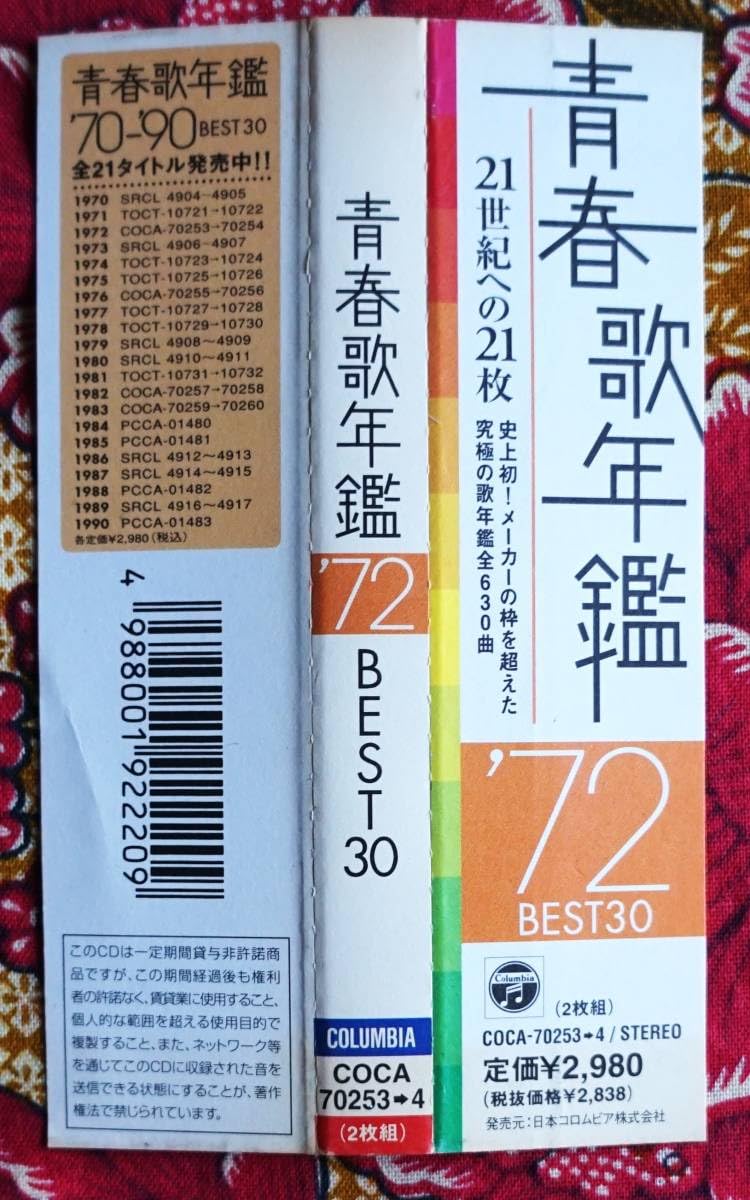 青春歌年鑑
'70-'90 BEST30
全21タイトル発売中!!
1970 SRCL 4904~4905
1971 TOCT-10721→10722
1972 COCA-70253→70254
1973 SRCL 4906~4907
1974 TOCT-10723→10724
1975 TOCT-10725→10726
1976 COCA-70255→70256
1977 TOCT-10727→10728
1978 TOCT-10729→10730
1979 SRCL 4908~4909
1980 SRCL 4910~4911
1981 TOCT-10731→10732
1982 COCA-70257→70258
1983 COCA-70259→70260
1984 PCCA-01480
1985 PCCA-01481
1986 SRCL 4912~4913
1987 SRCL 4914~4915
1988 PCCA-01482
1989 SRCL 4916~4917
1990 PCCA-01483
各定価¥2,980(税込)
4 988001 922209
このCDは一定期間貸与非許諾商
品ですが、この期間経過後も権利
者の許諾なく、賃貸業に使用すること、
個人的な範囲を超える使用目的で
複製すること、また、ネットワーク等
を通じてこのCDに収録された音を
送信できる状態にすることが、著作
権法で禁じられています。
青春歌年鑑
'72
BEST30
COLUMBIA
COCA
70253→4
(2枚組)
青春歌年鑑
21世紀への21枚
史上初!メーカーの枠を超えた
究極の歌年鑑全630曲
'72
BEST30
Columbia
(2枚組)
COCA-70253→4/STEREO
定価¥2,980
(税抜価格¥2,838)
発売元:日本コロムビア株式会社